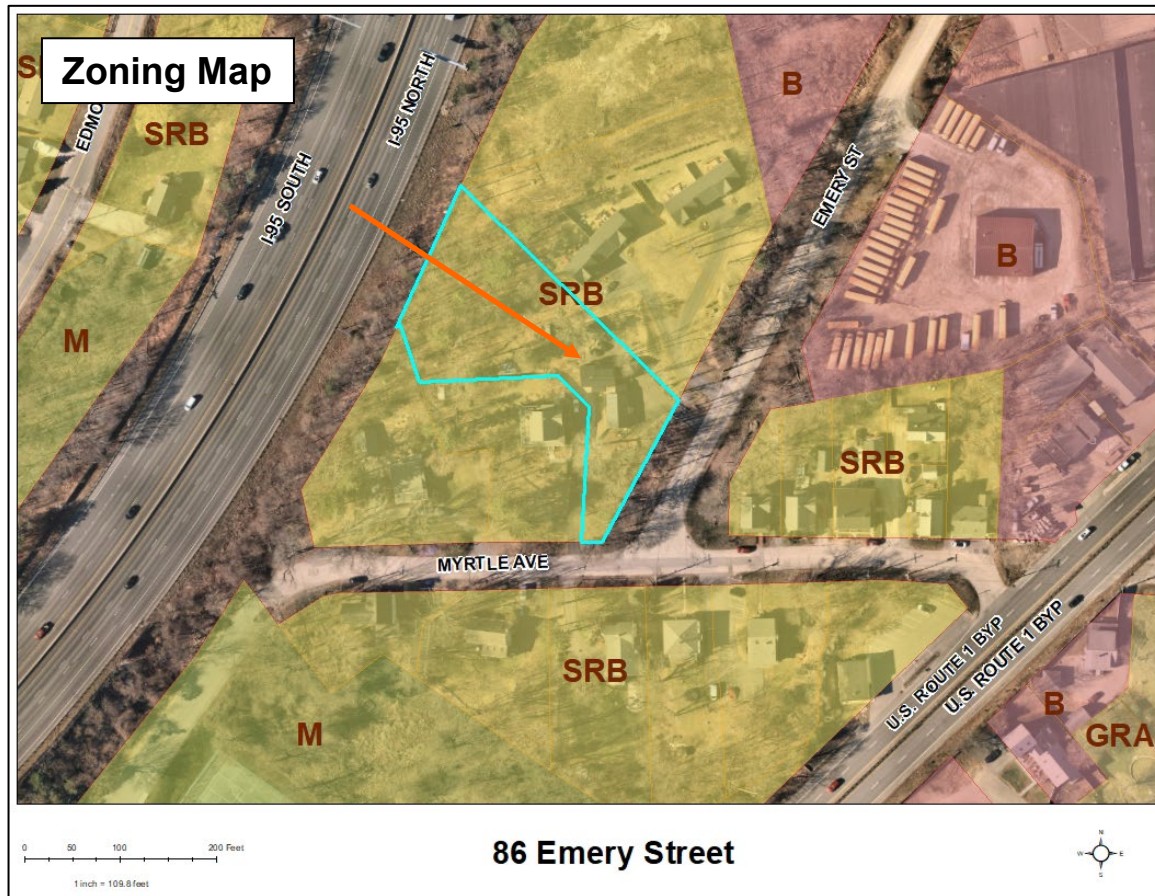 Zoning Map
SRB
EDMO
I-95 SOUTH
I-95 NORTH
B
EMERY ST
B
SRB
M
SRB
MYRTLE AVE
SRB
M
U.S. ROUTE 1 BYP
U.S. ROUTE 1 BYP
B
GRA
0 50 100 200 Feet
1 inch = 109.8 feet
86 Emery Street
N
W E
S